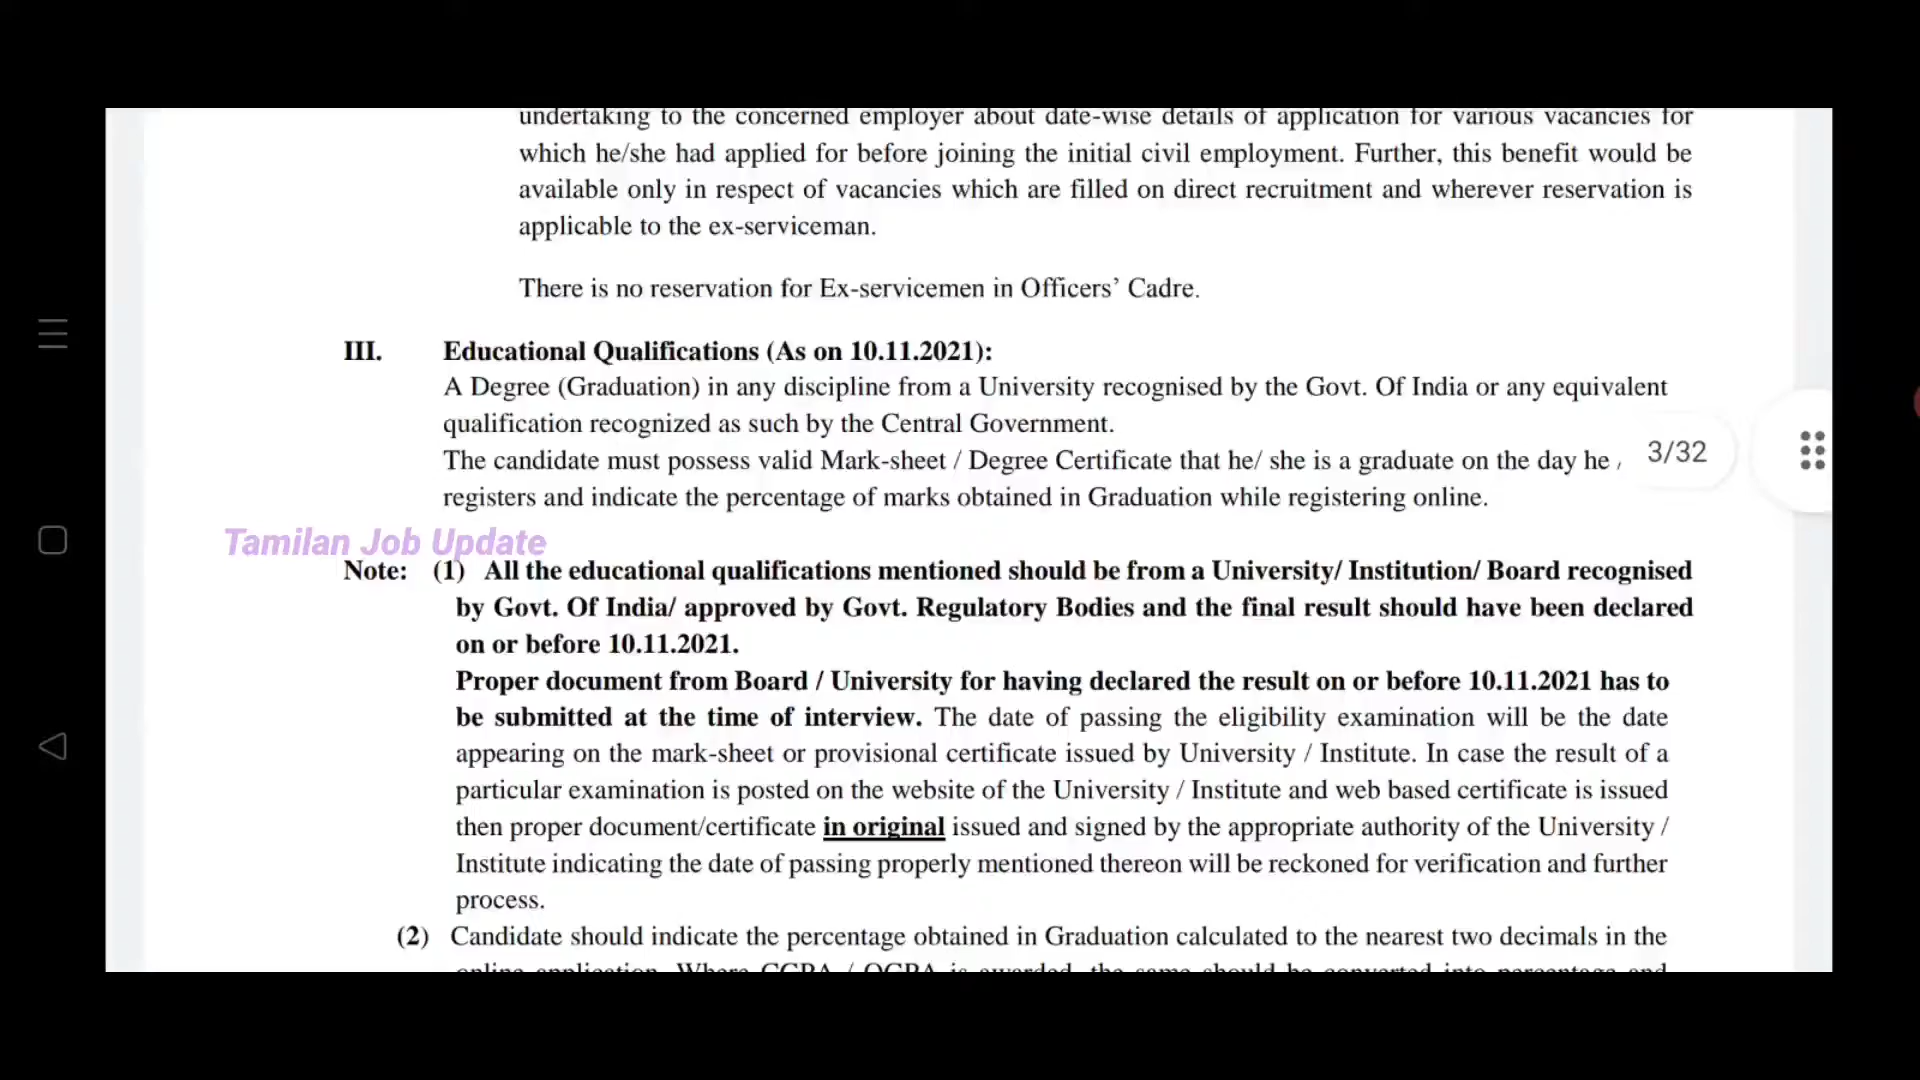 undertaking to the concerned employer about date-wise details of application for various vacancies for
which he/she had applied for before joining the initial civil employment. Further, this benefit would be
available only in respect of vacancies which are filled on direct recruitment and wherever reservation is
applicable to the ex-serviceman.
There is no reservation for Ex-servicemen in Officers’ Cadre.
III. Educational Qualifications (As on 10.11.2021):
A Degree (Graduation) in any discipline from a University recognised by the Govt. Of India or any equivalent
qualification recognized as such by the Central Government.
The candidate must possess valid Mark-sheet / Degree Certificate that he/ she is a graduate on the day he /
3/32
registers and indicate the percentage of marks obtained in Graduation while registering online.
Tamilan Job Update
Note: (1) All the educational qualifications mentioned should be from a University/ Institution/ Board recognised
by Govt. Of India/ approved by Govt. Regulatory Bodies and the final result should have been declared
on or before 10.11.2021.
Proper document from Board / University for having declared the result on or before 10.11.2021 has to
be submitted at the time of interview. The date of passing the eligibility examination will be the date
appearing on the mark-sheet or provisional certificate issued by University / Institute. In case the result of a
particular examination is posted on the website of the University / Institute and web based certificate is issued
then proper document/certificate in original issued and signed by the appropriate authority of the University /
Institute indicating the date of passing properly mentioned thereon will be reckoned for verification and further
process.
(2) Candidate should indicate the percentage obtained in Graduation calculated to the nearest two decimals in the
online application. Where CGPA / OGPA is awarded, the same should be converted into percentage and